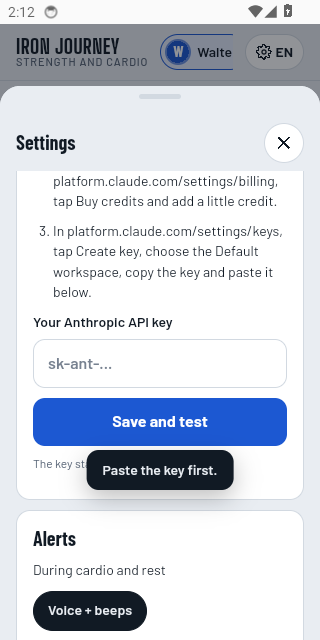 2:12
IRON JOURNEY
STRENGTH AND CARDIO
W
Walte
EN
Settings
platform.claude.com/settings/billing,
tap Buy credits and add a little credit.
3. In platform.claude.com/settings/keys,
tap Create key, choose the Default
workspace, copy the key and paste it
below.
Your Anthropic API key
sk-ant-...
Save and test
The key
Paste the key first.
Alerts
During cardio and rest
Voice + beeps